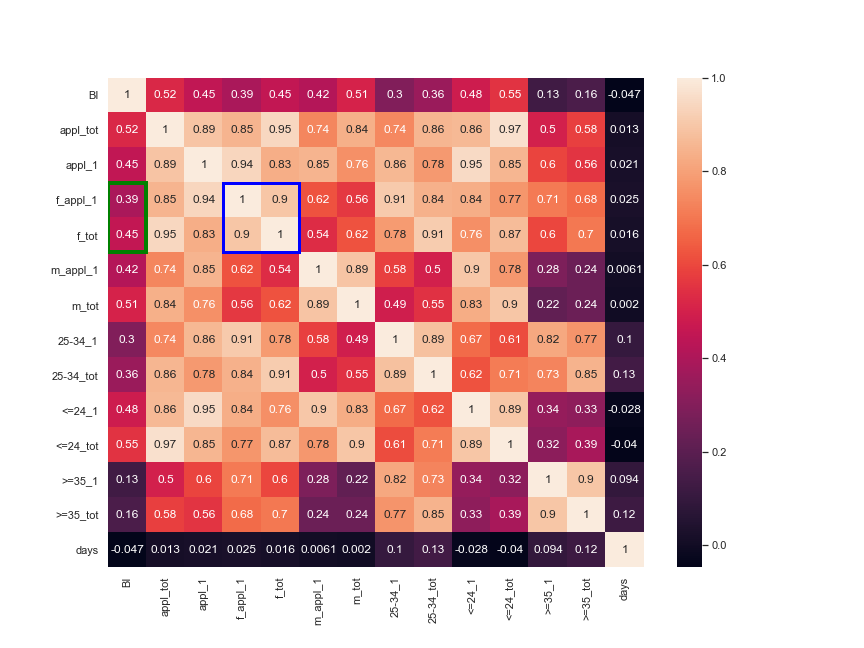 BI 1 0.52 0.45 0.39 0.45 0.42 0.51 0.3 0.36 0.48 0.55 0.13 0.16 -0.047
appl_tot 0.52 1 0.89 0.85 0.95 0.74 0.84 0.74 0.86 0.86 0.97 0.5 0.58 0.013
appl_1 0.45 0.89 1 0.94 0.83 0.85 0.76 0.86 0.78 0.95 0.85 0.6 0.56 0.021
f_appl_1 0.39 0.85 0.94 1 0.9 0.62 0.56 0.91 0.84 0.84 0.77 0.71 0.68 0.025
f_tot 0.45 0.95 0.83 0.9 1 0.54 0.62 0.78 0.91 0.76 0.87 0.6 0.7 0.016
m_appl_1 0.42 0.74 0.85 0.62 0.54 1 0.89 0.58 0.5 0.9 0.78 0.28 0.24 0.0061
m_tot 0.51 0.84 0.76 0.56 0.62 0.89 1 0.49 0.55 0.83 0.9 0.22 0.24 0.002
25-34_1 0.3 0.74 0.86 0.91 0.78 0.58 0.49 1 0.89 0.67 0.61 0.82 0.77 0.1
25-34_tot 0.36 0.86 0.78 0.84 0.91 0.5 0.55 0.89 1 0.62 0.71 0.73 0.85 0.13
<=24_1 0.48 0.86 0.95 0.84 0.76 0.9 0.83 0.67 0.62 1 0.89 0.34 0.33 -0.028
<=24_tot 0.55 0.97 0.85 0.77 0.87 0.78 0.9 0.61 0.71 0.89 1 0.32 0.39 -0.04
>=35_1 0.13 0.5 0.6 0.71 0.6 0.28 0.22 0.82 0.73 0.34 0.32 1 0.9 0.094
>=35_tot 0.16 0.58 0.56 0.68 0.7 0.24 0.24 0.77 0.85 0.33 0.39 0.9 1 0.12
days -0.047 0.013 0.021 0.025 0.016 0.0061 0.002 0.1 0.13 -0.028 -0.04 0.094 0.12 1
BI appl_tot appl_1 f_appl_1 f_tot m_appl_1 m_tot 25-34_1 25-34_tot <=24_1 <=24_tot >=35_1 >=35_tot days
1.0
0.8
0.6
0.4
0.2
0.0